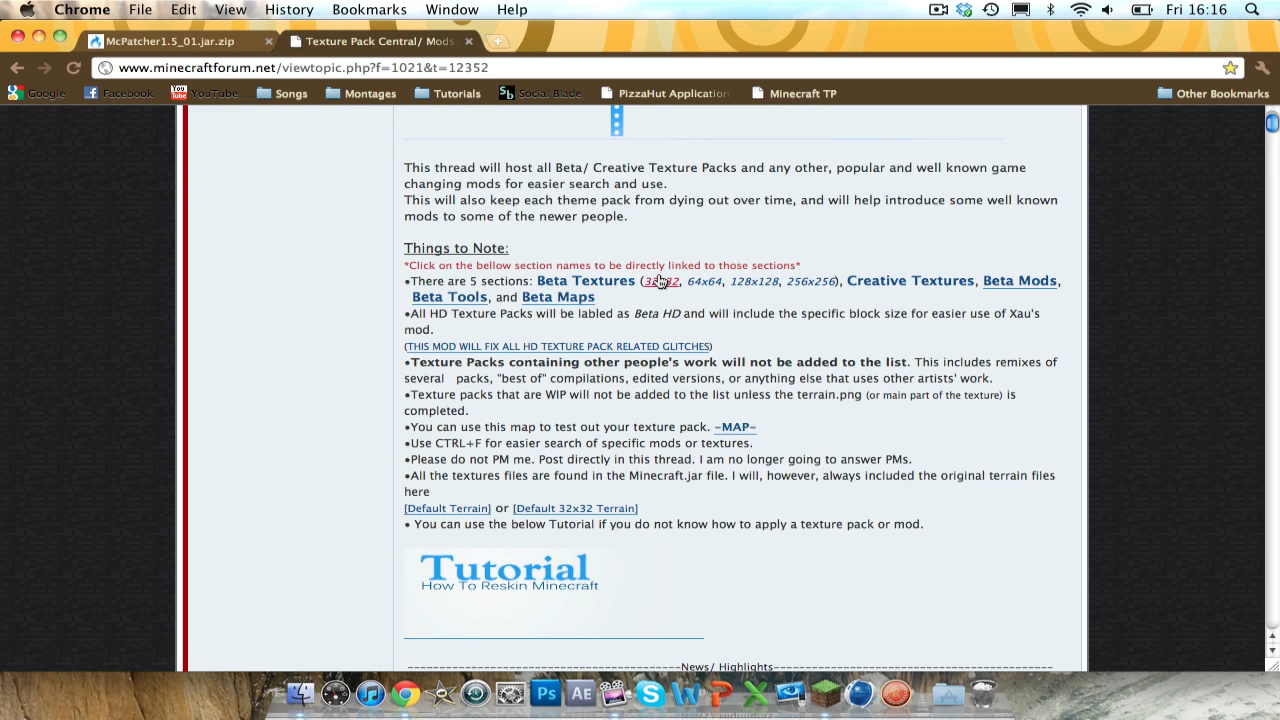 Chrome File Edit View History Bookmarks Window Help Fri 16:16
McPatcher1.5_01.jar.zip × Texture Pack Central/ Mods ×
www.minecraftforum.net/viewtopic.php?f=1021&t=12352
Google Facebook You Tube YouTube Songs Montages Tutorials Sb Social Blade PizzaHut Application Minecraft TP Other Bookmarks
This thread will host all Beta/ Creative Texture Packs and any other, popular and well known game
changing mods for easier search and use.
This will also keep each theme pack from dying out over time, and will help introduce some well known
mods to some of the newer people.
Things to Note:
*Click on the bellow section names to be directly linked to those sections*
•There are 5 sections: Beta Textures (32x32, 64x64, 128x128, 256x256), Creative Textures, Beta Mods,
Beta Tools, and Beta Maps
•All HD Texture Packs will be labled as Beta HD and will include the specific block size for easier use of Xau's
mod.
(THIS MOD WILL FIX ALL HD TEXTURE PACK RELATED GLITCHES)
•Texture Packs containing other people's work will not be added to the list. This includes remixes of
several packs, "best of" compilations, edited versions, or anything else that uses other artists' work.
•Texture packs that are WIP will not be added to the list unless the terrain.png (or main part of the texture) is
completed.
•You can use this map to test out your texture pack. -MAP-
•Use CTRL+F for easier search of specific mods or textures.
•Please do not PM me. Post directly in this thread. I am no longer going to answer PMs.
•All the textures files are found in the Minecraft.jar file. I will, however, always included the original terrain files
here
[Default Terrain] or [Default 32x32 Terrain]
• You can use the below Tutorial if you do not know how to apply a texture pack or mod.
Tutorial
How To Reskin Minecraft
----------------------------------------News/ Highlights----------------------------------------
Ps AE S W P X